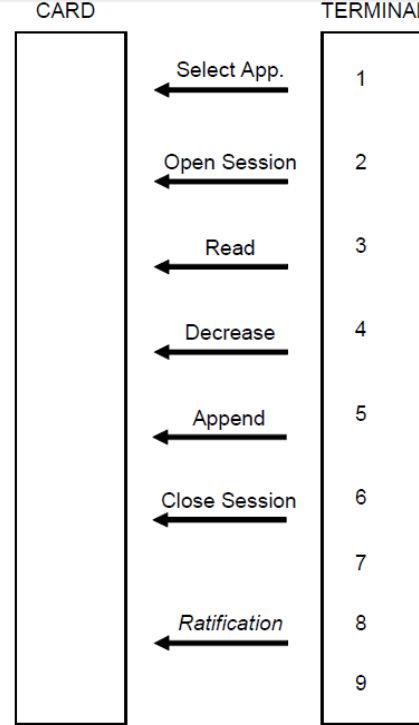 CARD TERMINAL
Select App. 1
Open Session 2
Read 3
Decrease 4
Append 5
Close Session 6
7
Ratification 8
9